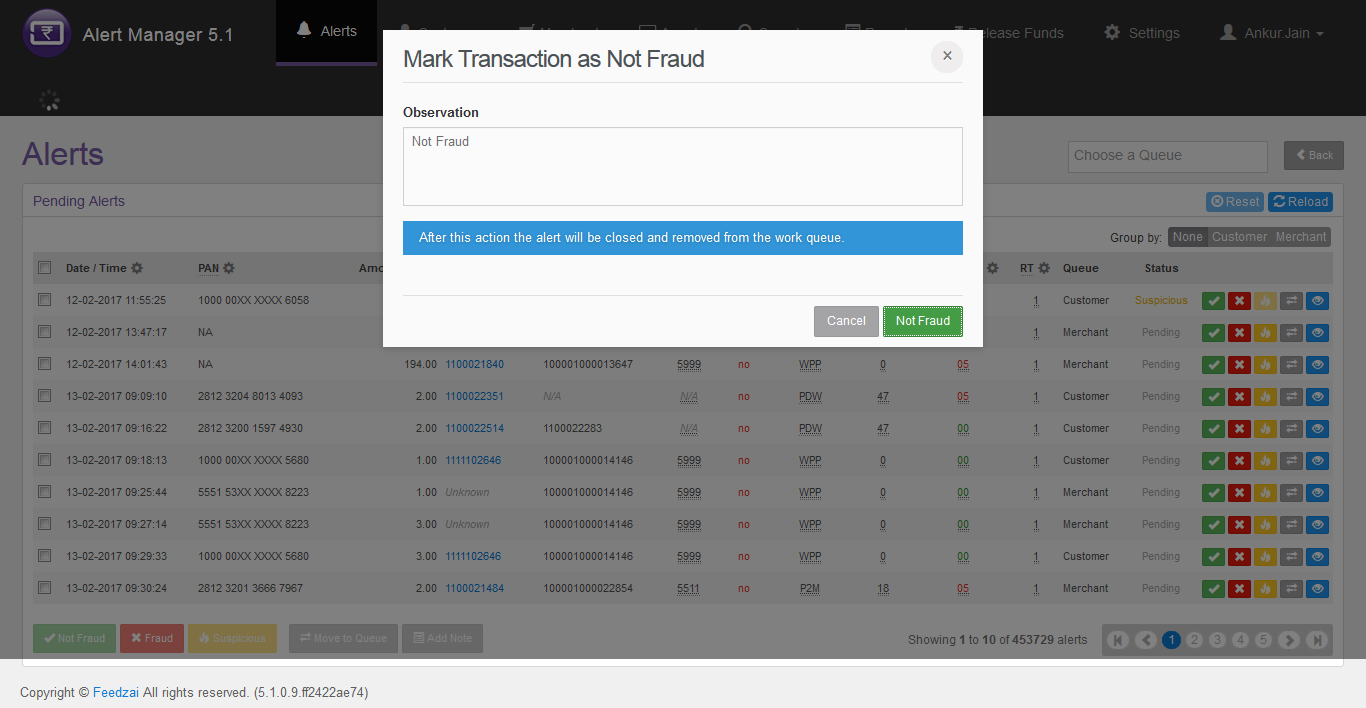 Alert Manager 5.1
Alerts
Release Funds
Settings
Ankur.Jain
Mark Transaction as Not Fraud
Observation
Not Fraud
After this action the alert will be closed and removed from the work queue.
Cancel Not Fraud
Alerts
Choose a Queue
Back
Pending Alerts
Reset Reload
Group by: None Customer Merchant
Date / Time PAN RT Queue Status
12-02-2017 11:55:25 1000 00XX XXXX 6058 1 Customer Suspicious
12-02-2017 13:47:17 NA 1 Merchant Pending
12-02-2017 14:01:43 NA 194.00 1100021840 100001000013647 5999 no WPP 0 05 1 Merchant Pending
13-02-2017 09:09:10 2812 3204 8013 4093 2.00 1100022351 N/A N/A no PDW 47 05 1 Customer Pending
13-02-2017 09:16:22 2812 3200 1597 4930 2.00 1100022514 1100022283 N/A no PDW 47 00 1 Customer Pending
13-02-2017 09:18:13 1000 00XX XXXX 5680 1.00 1111102646 100001000014146 5999 no WPP 0 00 1 Customer Pending
13-02-2017 09:25:44 5551 53XX XXXX 8223 1.00 Unknown 100001000014146 5999 no WPP 0 00 1 Merchant Pending
13-02-2017 09:27:14 5551 53XX XXXX 8223 3.00 Unknown 100001000014146 5999 no WPP 0 00 1 Merchant Pending
13-02-2017 09:29:33 1000 00XX XXXX 5680 3.00 1111102646 100001000014146 5999 no WPP 0 00 1 Customer Pending
13-02-2017 09:30:24 2812 3201 3666 7967 2.00 1100021484 100001000022854 5511 no P2M 18 05 1 Merchant Pending
Not Fraud Fraud Suspicious Move to Queue Add Note
Showing 1 to 10 of 453729 alerts 1 2 3 4 5
Copyright © Feedzai All rights reserved. (5.1.0.9.ff2422ae74)